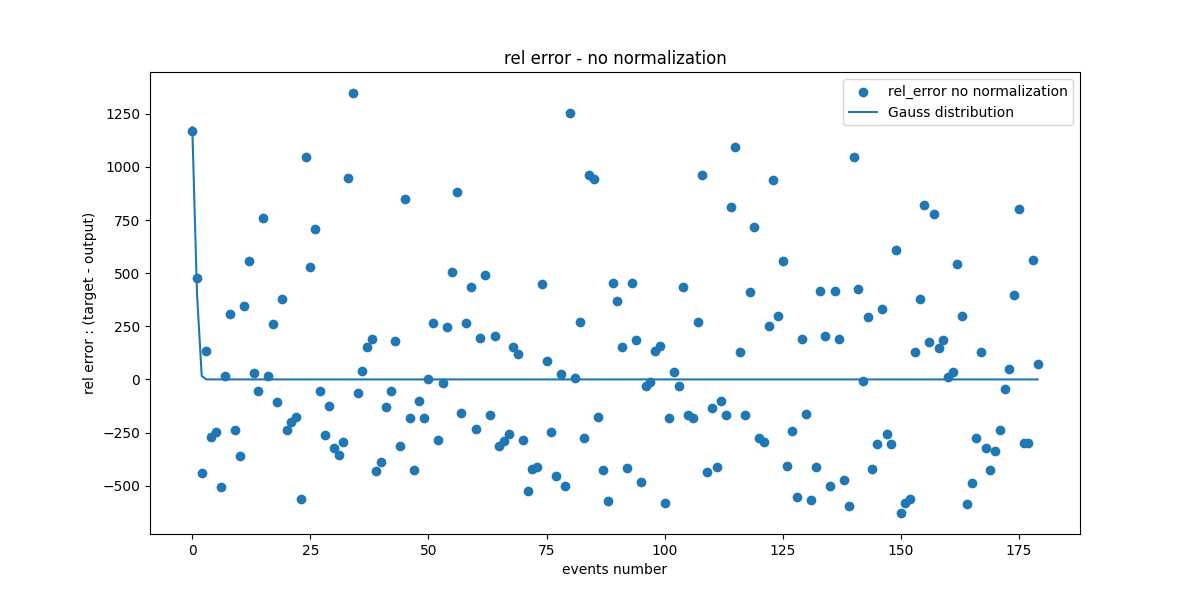 rel error - no normalization
rel_error no normalization
Gauss distribution
1250
1000
750
500
250
0
−250
−500
rel error : (target - output)
0 25 50 75 100 125 150 175
events number